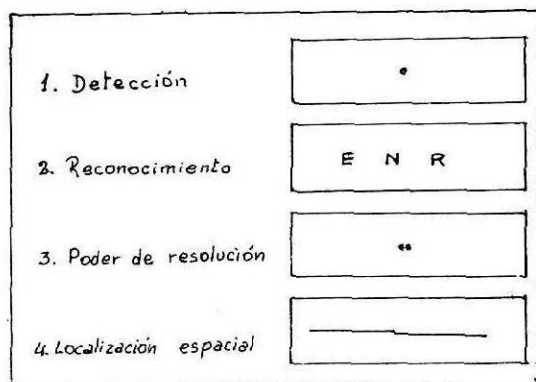 1. Detección
2. Reconocimiento
E N R
3. Poder de resolución
4. Localización espacial